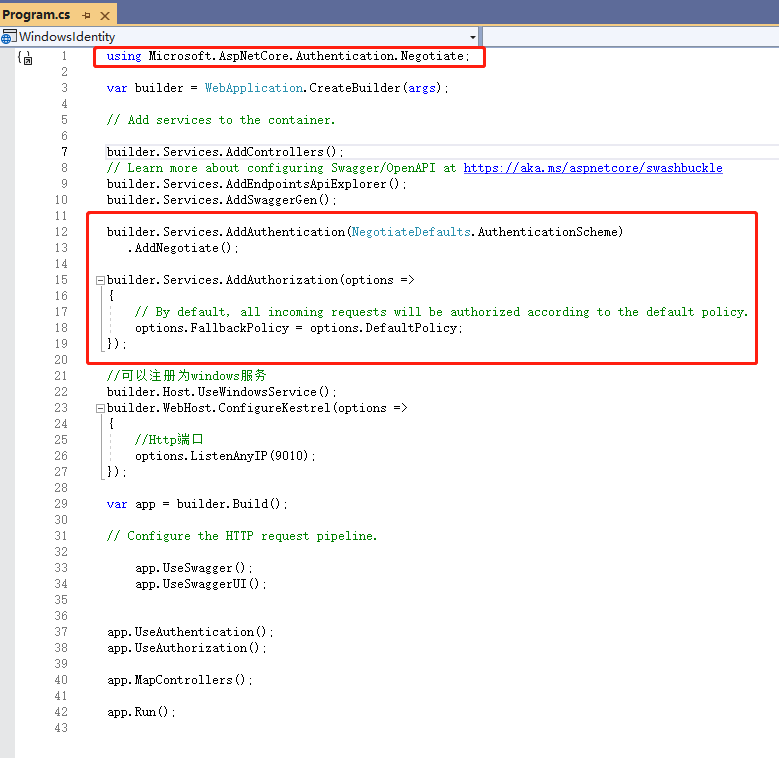 Program.cs
WindowsIdentity
1 using Microsoft.AspNetCore.Authentication.Negotiate;
2
3 var builder = WebApplication.CreateBuilder(args);
4
5 // Add services to the container.
6
7 builder.Services.AddControllers();
8 // Learn more about configuring Swagger/OpenAPI at https://aka.ms/aspnetcore/swashbuckle
9 builder.Services.AddEndpointsApiExplorer();
10 builder.Services.AddSwaggerGen();
11
12 builder.Services.AddAuthentication(NegotiateDefaults.AuthenticationScheme)
13 .AddNegotiate();
14
15 builder.Services.AddAuthorization(options =>
16 {
17 // By default, all incoming requests will be authorized according to the default policy.
18 options.FallbackPolicy = options.DefaultPolicy;
19 });
20
21 //可以注册为windows服务
22 builder.Host.UseWindowsService();
23 builder.WebHost.ConfigureKestrel(options =>
24 {
25 //Http端口
26 options.ListenAnyIP(9010);
27 });
28
29 var app = builder.Build();
30
31 // Configure the HTTP request pipeline.
32
33 app.UseSwagger();
34 app.UseSwaggerUI();
35
36
37 app.UseAuthentication();
38 app.UseAuthorization();
39
40 app.MapControllers();
41
42 app.Run();
43